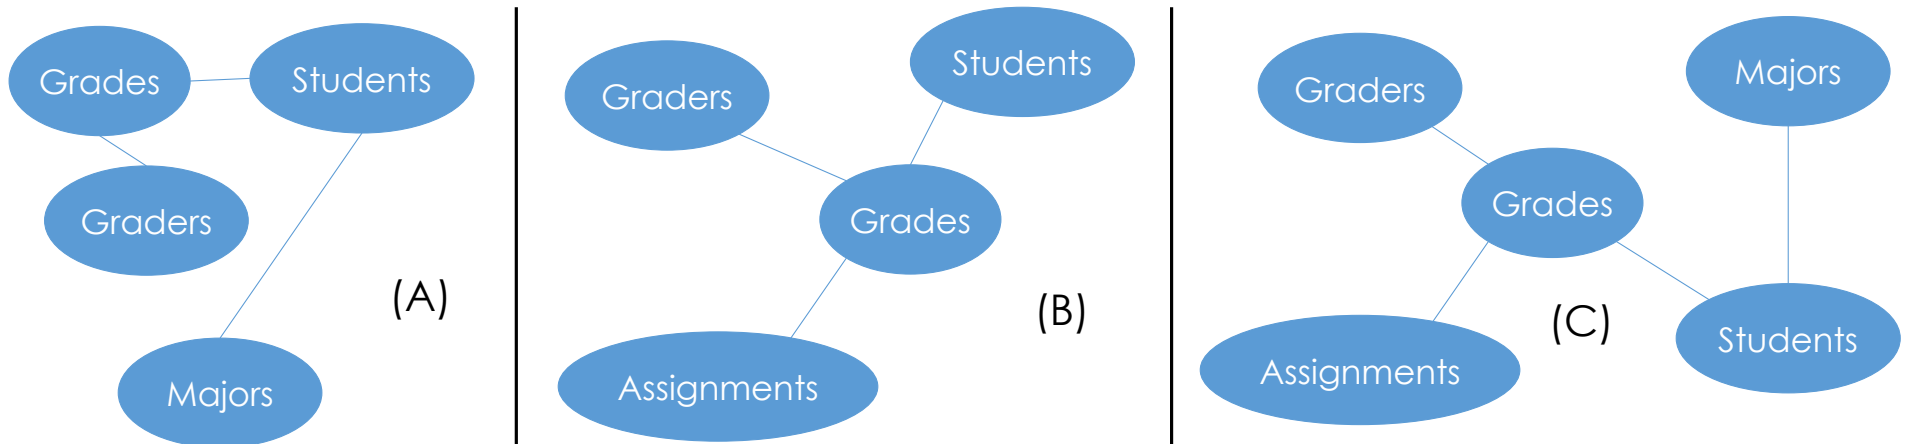 Grades
Students
Graders
Majors
(A)
Graders
Students
Grades
Assignments
(B)
Graders
Majors
Grades
Assignments
Students
(C)